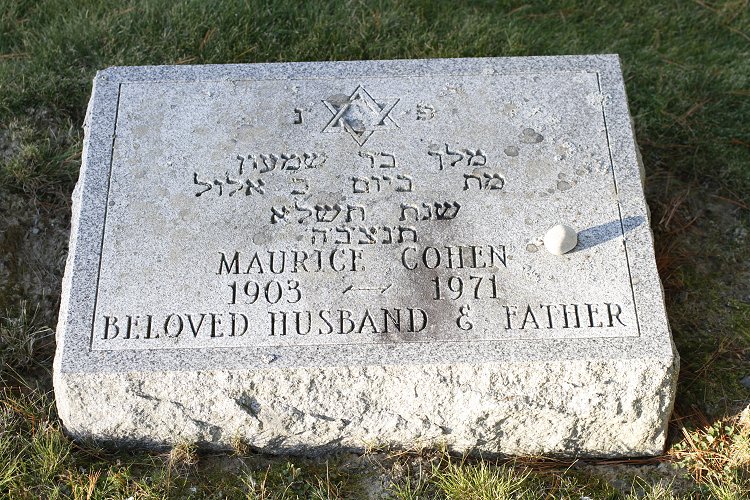 פ נ
מלך בר שמעון
מת ביום כ אלול
שנת תשלא
תנצבה
MAURICE COHEN
1903 - 1971
BELOVED HUSBAND & FATHER